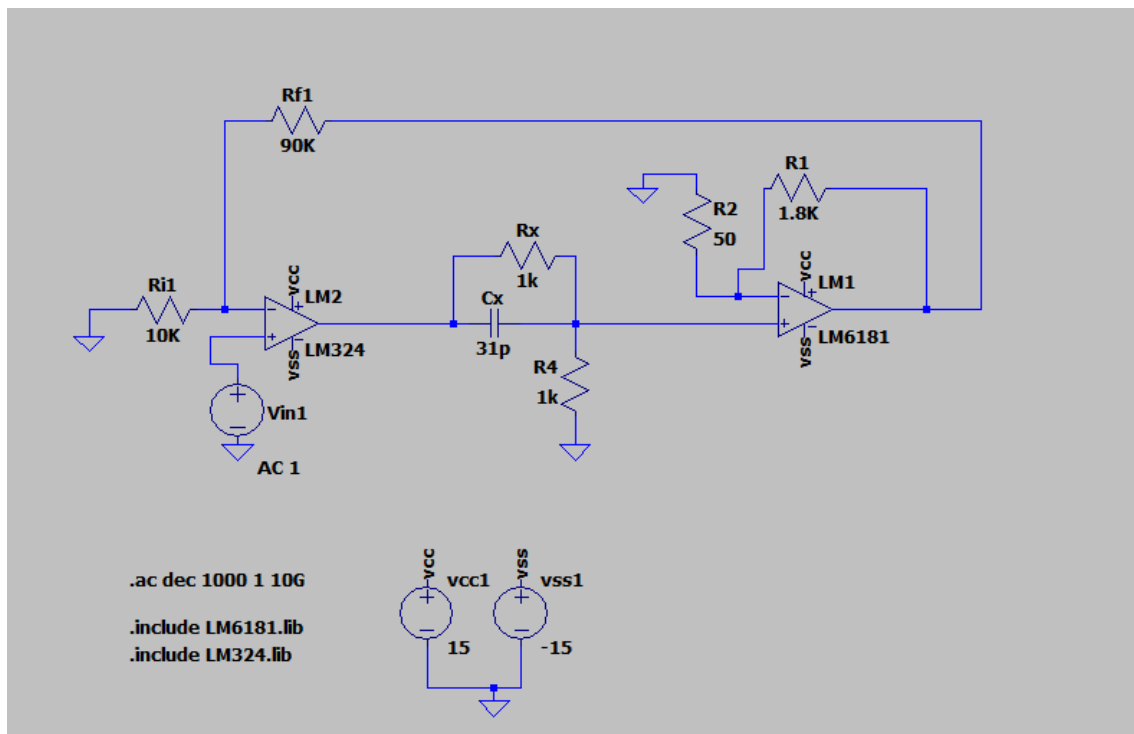 Rf1
90K
R1
1.8K
R2
50
Rx
1k
Ri1
10K
vcc
LM2
vcc
LM1
Cx
31p
vss
LM324
vss
LM6181
R4
1k
+
−
Vin1
AC 1
vcc
vcc1
vss
vss1
15
-15
.ac dec 1000 1 10G
.include LM6181.lib
.include LM324.lib